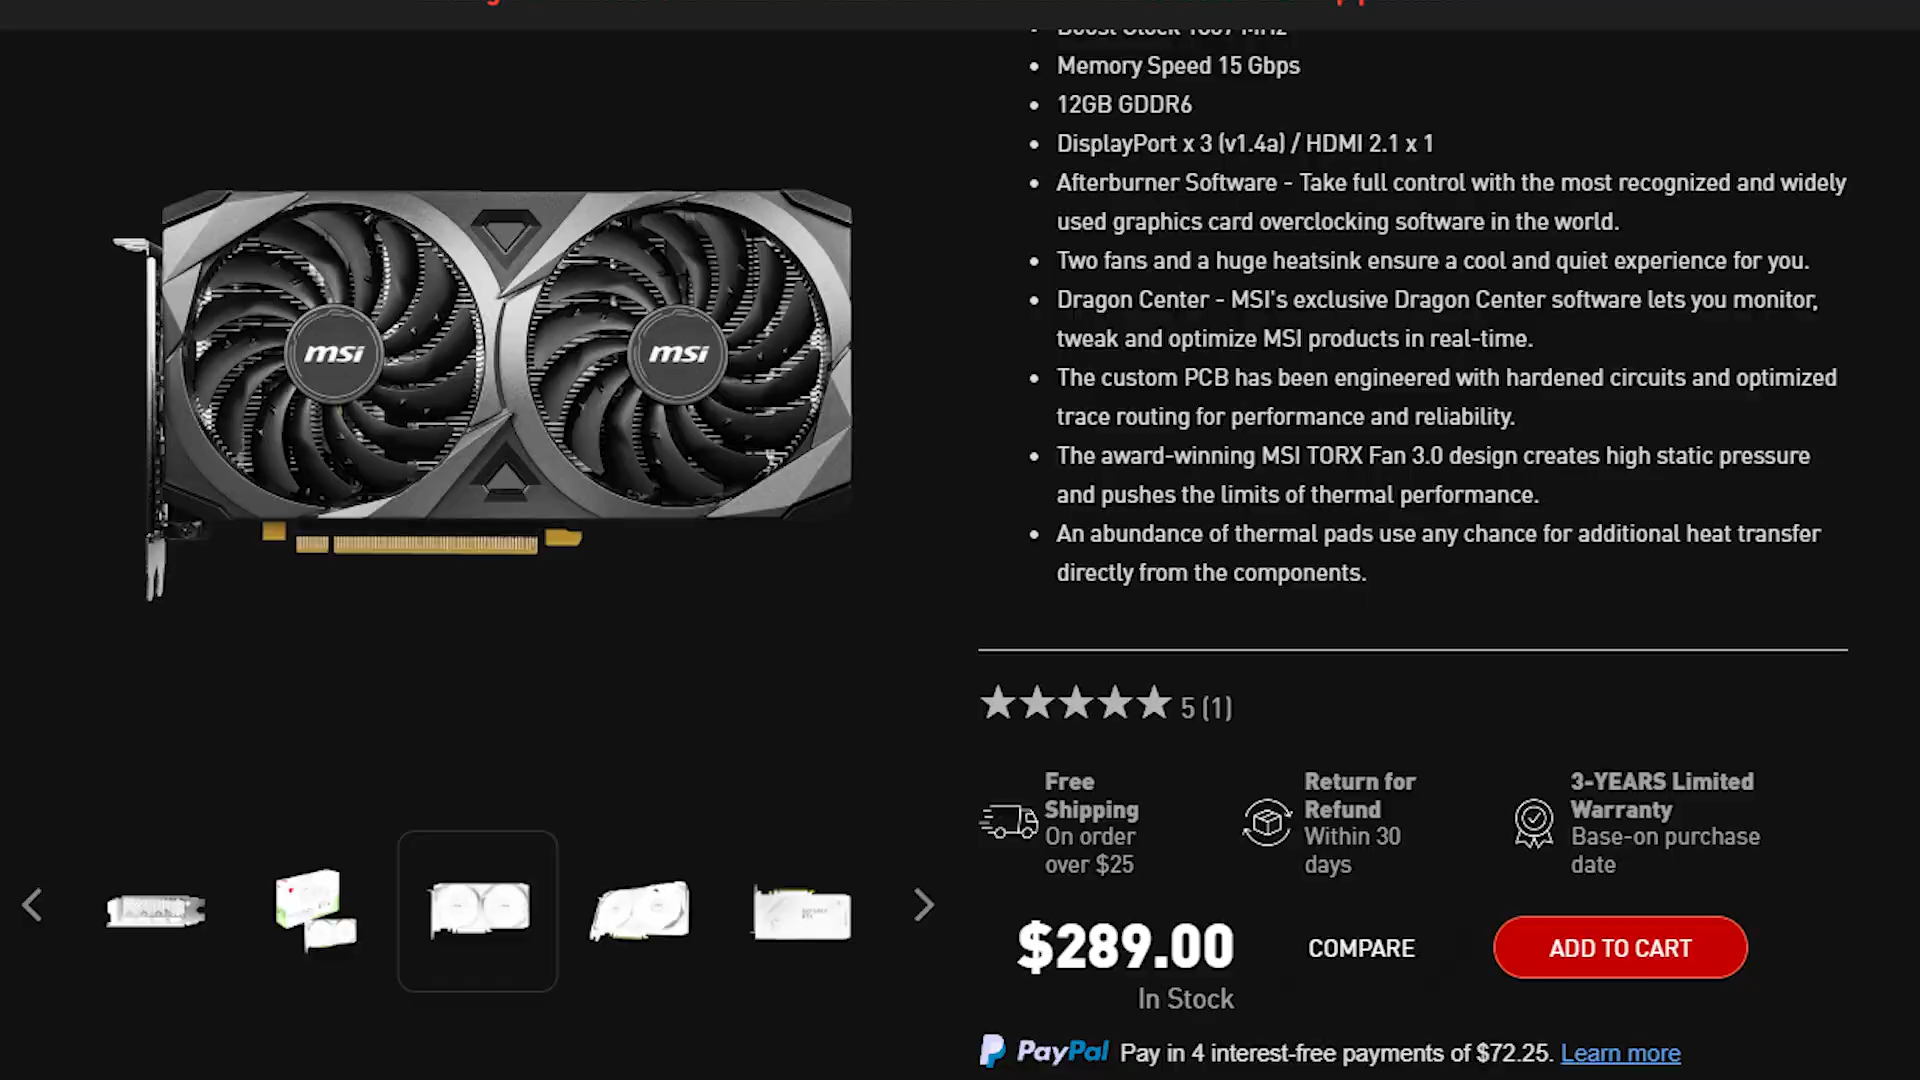 Memory Speed 15 Gbps
12GB GDDR6
DisplayPort x 3 (v1.4a) / HDMI 2.1 x 1
Afterburner Software - Take full control with the most recognized and widely
used graphics card overclocking software in the world.
Two fans and a huge heatsink ensure a cool and quiet experience for you.
Dragon Center - MSI's exclusive Dragon Center software lets you monitor,
tweak and optimize MSI products in real-time.
The custom PCB has been engineered with hardened circuits and optimized
trace routing for performance and reliability.
The award-winning MSI TORX Fan 3.0 design creates high static pressure
and pushes the limits of thermal performance.
An abundance of thermal pads use any chance for additional heat transfer
directly from the components.
msi
msi
5 (1)
Free
Shipping
On order
over $25
Return for
Refund
Within 30
days
3-YEARS Limited
Warranty
Base-on purchase
date
$289.00
COMPARE
ADD TO CART
In Stock
PayPal Pay in 4 interest-free payments of $72.25. Learn more